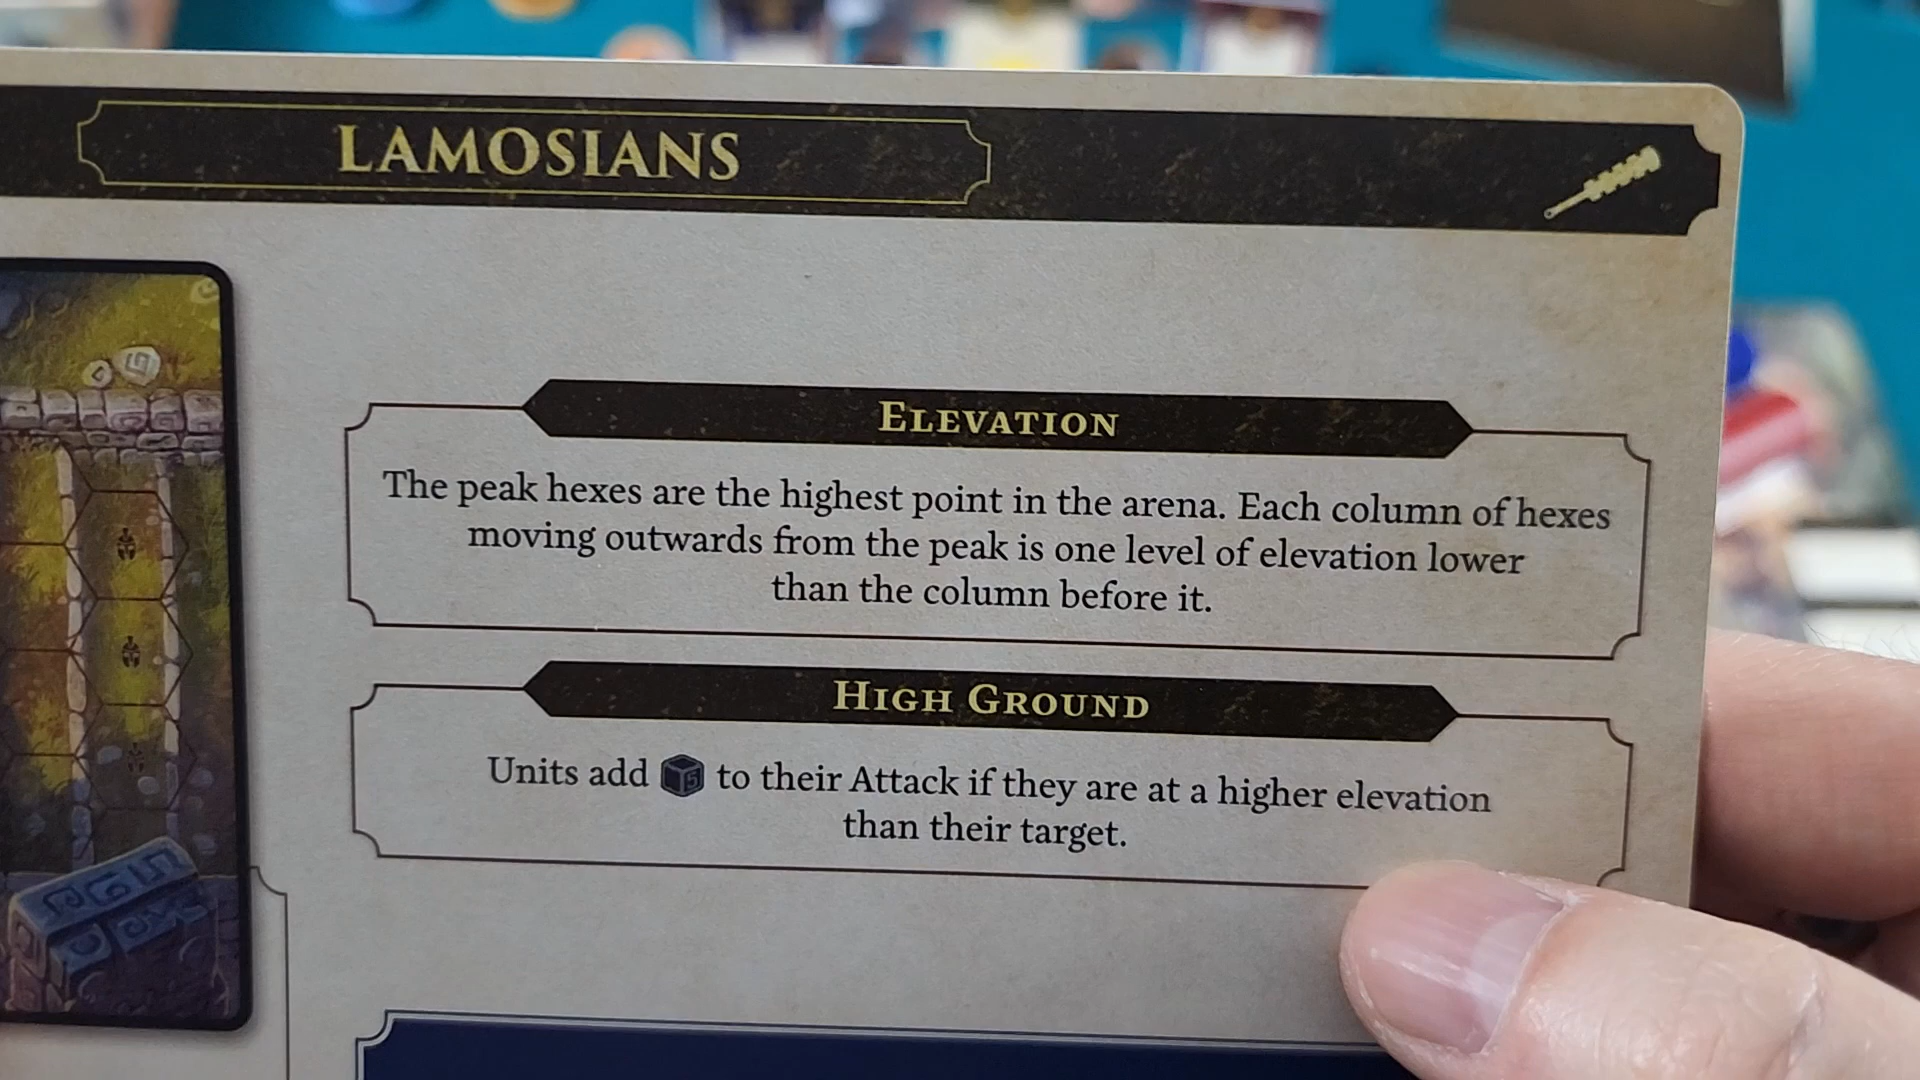 LAMOSIANS
ELEVATION
The peak hexes are the highest point in the arena. Each column of hexes
moving outwards from the peak is one level of elevation lower
than the column before it.
HIGH GROUND
Units add 5 to their Attack if they are at a higher elevation
than their target.